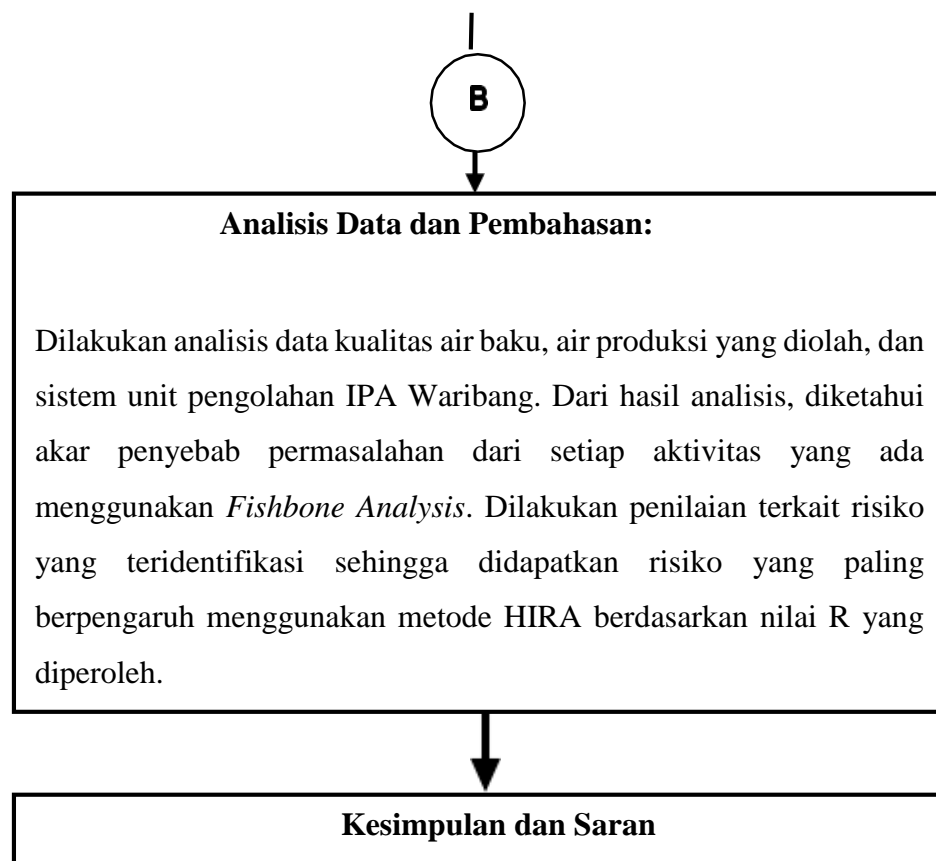 B
Analisis Data dan Pembahasan:
Dilakukan analisis data kualitas air baku, air produksi yang diolah, dan
sistem unit pengolahan IPA Waribang. Dari hasil analisis, diketahui
akar penyebab permasalahan dari setiap aktivitas yang ada
menggunakan Fishbone Analysis. Dilakukan penilaian terkait risiko
yang teridentifikasi sehingga didapatkan risiko yang paling
berpengaruh menggunakan metode HIRA berdasarkan nilai R yang
diperoleh.
Kesimpulan dan Saran